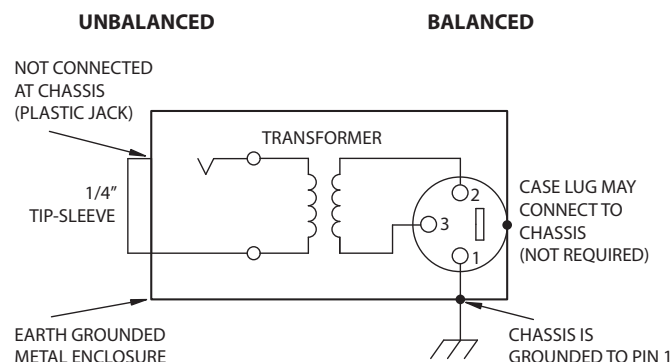 UNBALANCED
BALANCED
NOT CONNECTED
AT CHASSIS
(PLASTIC JACK)
TRANSFORMER
1/4"
TIP-SLEEVE
2
3
1
CASE LUG MAY
CONNECT TO
CHASSIS
(NOT REQUIRED)
EARTH GROUNDED
METAL ENCLOSURE
CHASSIS IS
GROUNDED TO PIN 1